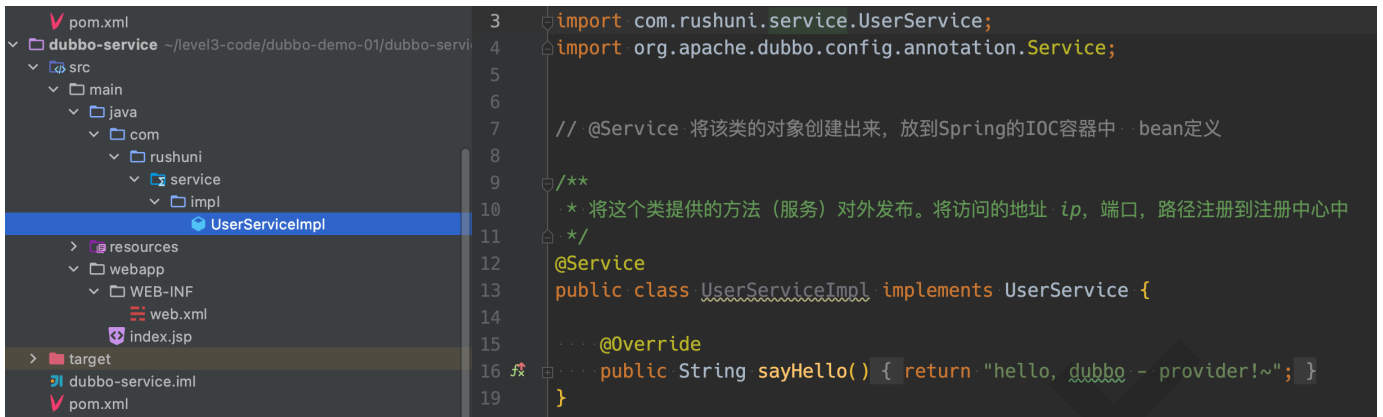 pom.xml
dubbo-service ~/level3-code/dubbo-demo-01/dubbo-servi
src
main
java
com
rushuni
service
impl
UserServiceImpl
resources
webapp
WEB-INF
web.xml
index.jsp
target
dubbo-service.iml
pom.xml
3 import com.rushuni.service.UserService;
4 import org.apache.dubbo.config.annotation.Service;
5
6
7 // @Service 将该类的对象创建出来，放到Spring的IOC容器中 bean定义
8
9 /**
10 * 将这个类提供的方法（服务）对外发布。将访问的地址 ip，端口，路径注册到注册中心中
11 */
12 @Service
13 public class UserServiceImpl implements UserService {
14
15 @Override
16 public String sayHello() { return "hello, dubbo - provider!~"; }
19 }